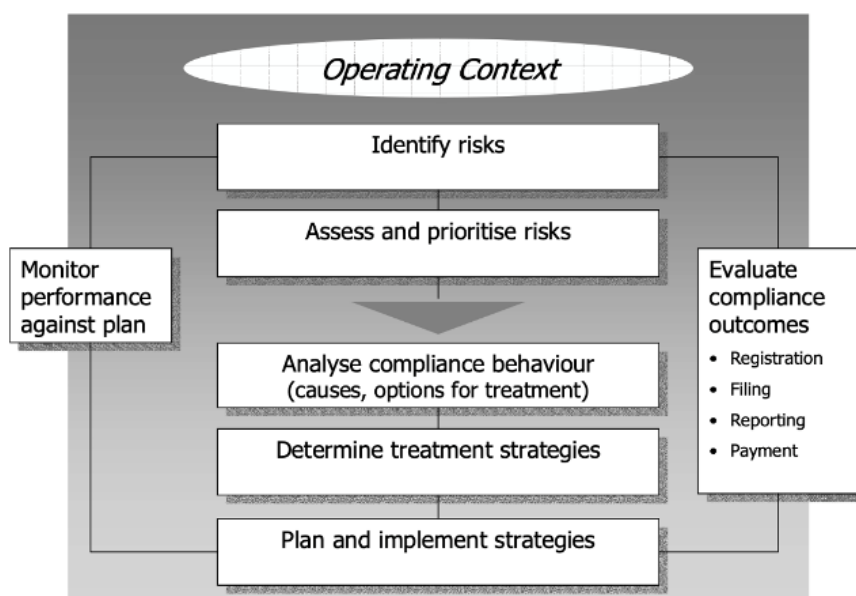 Operating Context
Identify risks
Assess and prioritise risks
Monitor
performance
against plan
Evaluate
compliance
outcomes
• Registration
• Filing
• Reporting
• Payment
Analyse compliance behaviour
(causes, options for treatment)
Determine treatment strategies
Plan and implement strategies